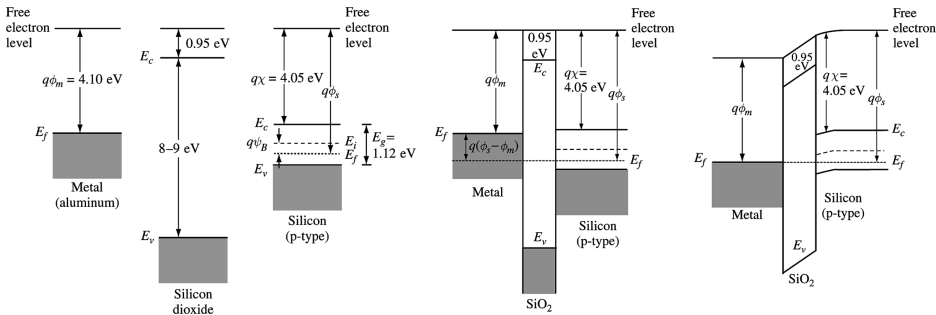 Free
electron
level
qϕm = 4.10 eV
Ef
Metal
(aluminum)
0.95 eV
Ec
8–9 eV
Ev
Silicon
dioxide
Free
electron
level
qχ = 4.05 eV
qϕs
Ec
qψB
Ei
Ef
Ev
Eg =
1.12 eV
Silicon
(p-type)
Free
electron
level
0.95
eV
Ec
qϕm
qχ =
4.05 eV
qϕs
Ef
q(ϕs – ϕm)
Ef
Metal
Silicon
(p-type)
Ev
SiO2
Free
electron
level
0.95
eV
qχ =
4.05 eV
qϕm
qϕs
Ec
Ef
Ef
Metal
Silicon
(p-type)
Ev
SiO2